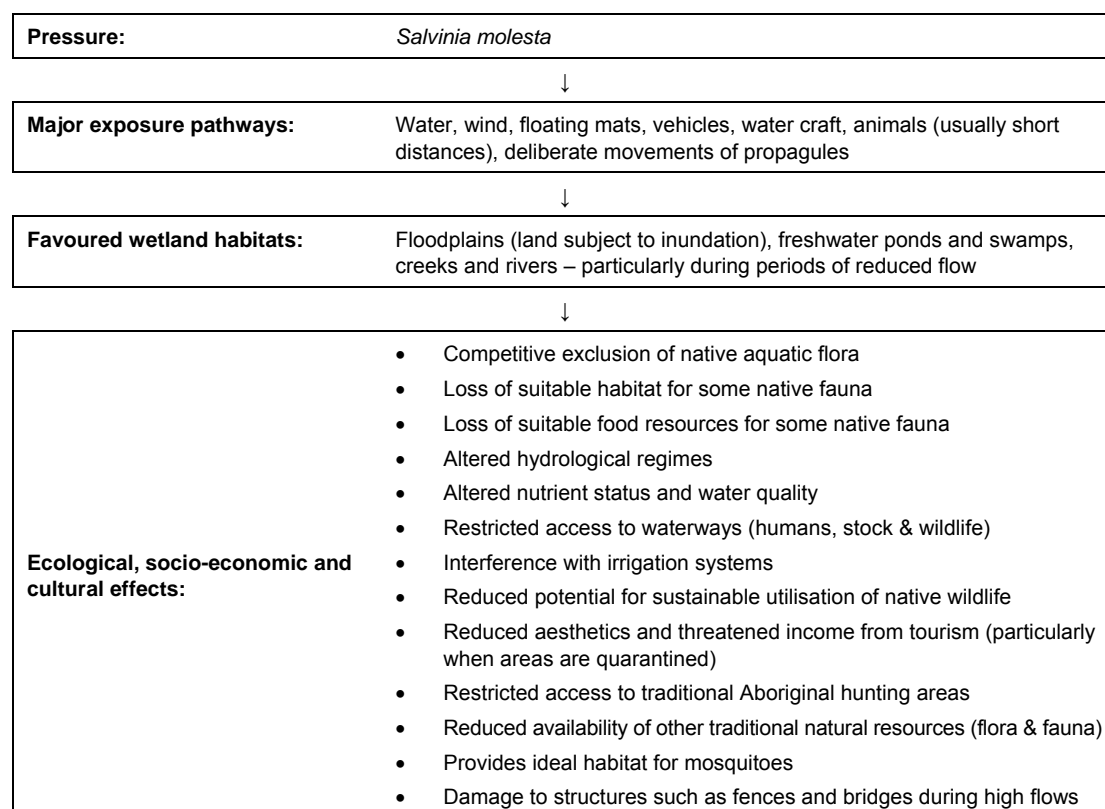 Pressure: Salvinia molesta
↓
Major exposure pathways: Water, wind, floating mats, vehicles, water craft, animals (usually short
distances), deliberate movements of propagules
↓
Favoured wetland habitats: Floodplains (land subject to inundation), freshwater ponds and swamps,
creeks and rivers – particularly during periods of reduced flow
↓
Ecological, socio-economic and
cultural effects:
• Competitive exclusion of native aquatic flora
• Loss of suitable habitat for some native fauna
• Loss of suitable food resources for some native fauna
• Altered hydrological regimes
• Altered nutrient status and water quality
• Restricted access to waterways (humans, stock & wildlife)
• Interference with irrigation systems
• Reduced potential for sustainable utilisation of native wildlife
• Reduced aesthetics and threatened income from tourism (particularly
when areas are quarantined)
• Restricted access to traditional Aboriginal hunting areas
• Reduced availability of other traditional natural resources (flora & fauna)
• Provides ideal habitat for mosquitoes
• Damage to structures such as fences and bridges during high flows